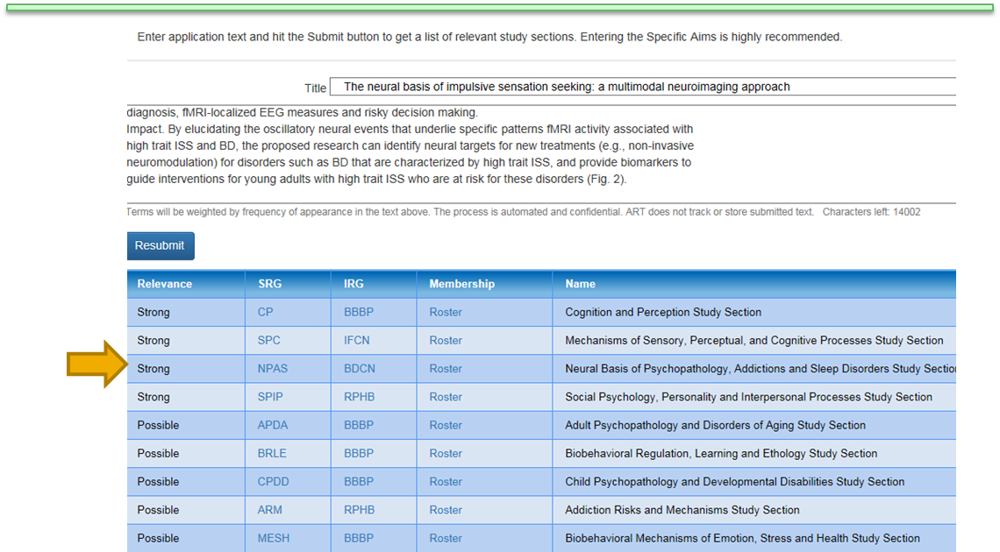 Enter application text and hit the Submit button to get a list of relevant study sections. Entering the Specific Aims is highly recommended.
Title The neural basis of impulsive sensation seeking: a multimodal neuroimaging approach
diagnosis, fMRI-localized EEG measures and risky decision making.
Impact. By elucidating the oscillatory neural events that underlie specific patterns fMRI activity associated with
high trait ISS and BD, the proposed research can identify neural targets for new treatments (e.g., non-invasive
neuromodulation) for disorders such as BD that are characterized by high trait ISS, and provide biomarkers to
guide interventions for young adults with high trait ISS who are at risk for these disorders (Fig. 2).
Terms will be weighted by frequency of appearance in the text above. The process is automated and confidential. ART does not track or store submitted text. Characters left: 14002
Resubmit
Relevance SRG IRG Membership Name
Strong CP BBBP Roster Cognition and Perception Study Section
Strong SPC IFCN Roster Mechanisms of Sensory, Perceptual, and Cognitive Processes Study Section
Strong NPAS BDCN Roster Neural Basis of Psychopathology, Addictions and Sleep Disorders Study Section
Strong SPIP RPHB Roster Social Psychology, Personality and Interpersonal Processes Study Section
Possible APDA BBBP Roster Adult Psychopathology and Disorders of Aging Study Section
Possible BRLE BBBP Roster Biobehavioral Regulation, Learning and Ethology Study Section
Possible CPDD BBBP Roster Child Psychopathology and Developmental Disabilities Study Section
Possible ARM RPHB Roster Addiction Risks and Mechanisms Study Section
Possible MESH BBBP Roster Biobehavioral Mechanisms of Emotion, Stress and Health Study Section